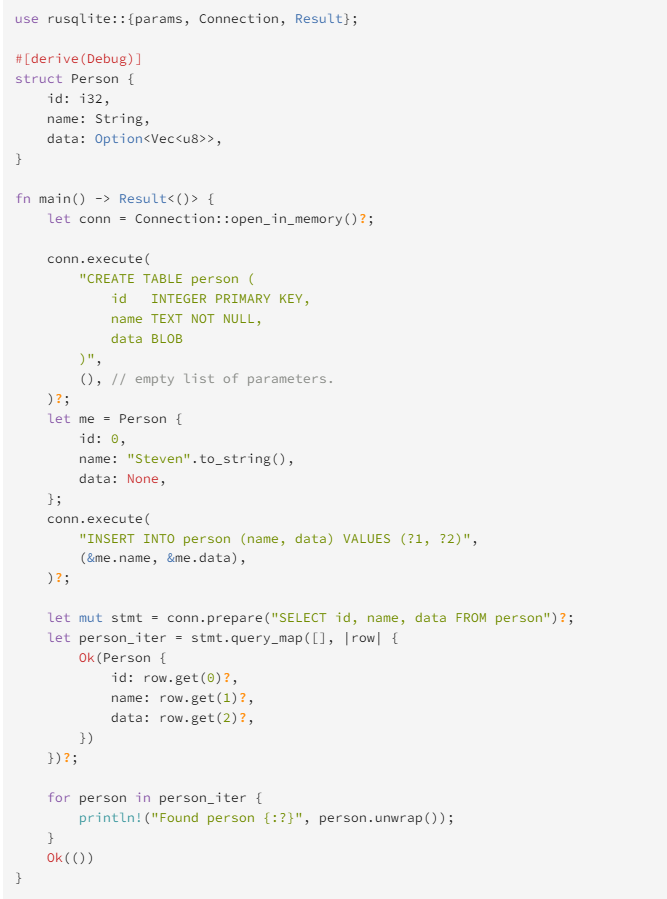 use rusqlite::{params, Connection, Result};

#[derive(Debug)]
struct Person {
    id: i32,
    name: String,
    data: Option<Vec<u8>>,
}

fn main() -> Result<()> {
    let conn = Connection::open_in_memory()?;

    conn.execute(
        "CREATE TABLE person (
            id   INTEGER PRIMARY KEY,
            name TEXT NOT NULL,
            data BLOB
        )",
        (), // empty list of parameters.
    )?;
    let me = Person {
        id: 0,
        name: "Steven".to_string(),
        data: None,
    };
    conn.execute(
        "INSERT INTO person (name, data) VALUES (?1, ?2)",
        (&me.name, &me.data),
    )?;

    let mut stmt = conn.prepare("SELECT id, name, data FROM person")?;
    let person_iter = stmt.query_map([], |row| {
        Ok(Person {
            id: row.get(0)?,
            name: row.get(1)?,
            data: row.get(2)?,
        })
    })?;

    for person in person_iter {
        println!("Found person {:?}", person.unwrap());
    }
    Ok(())
}